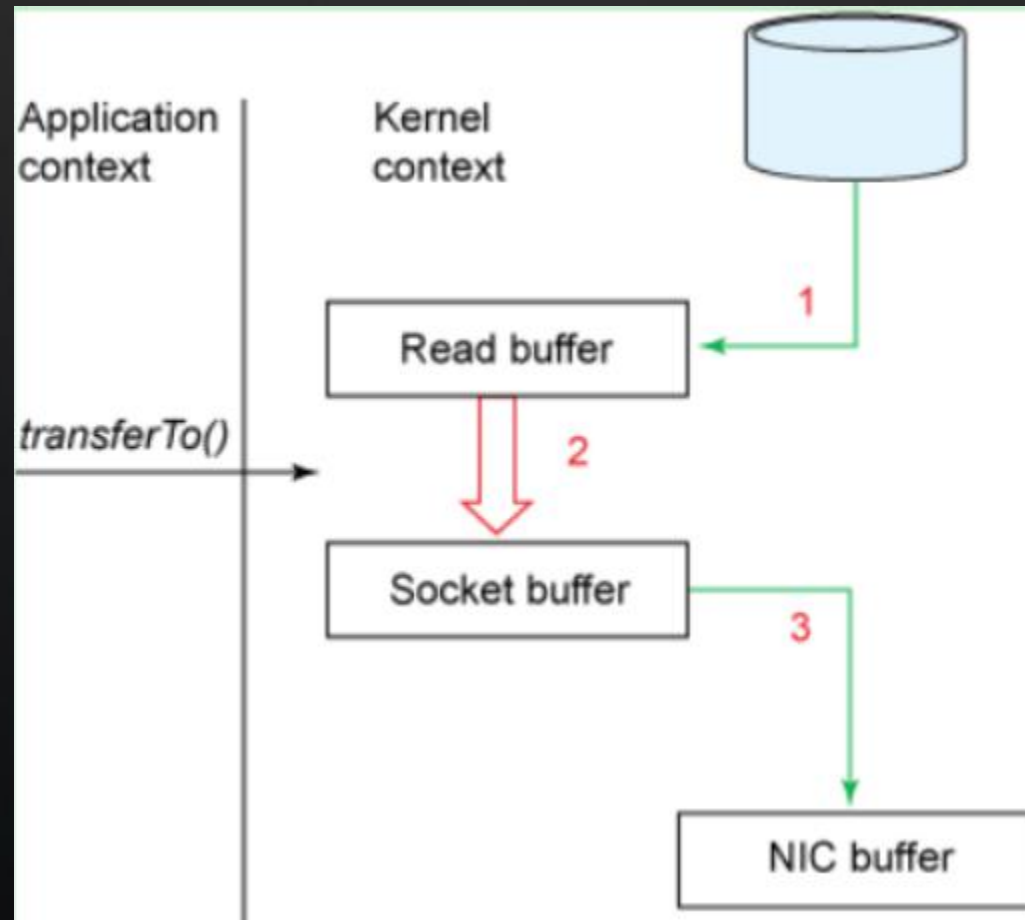 Application
context
Kernel
context
1
Read buffer
transferTo()
2
Socket buffer
3
NIC buffer